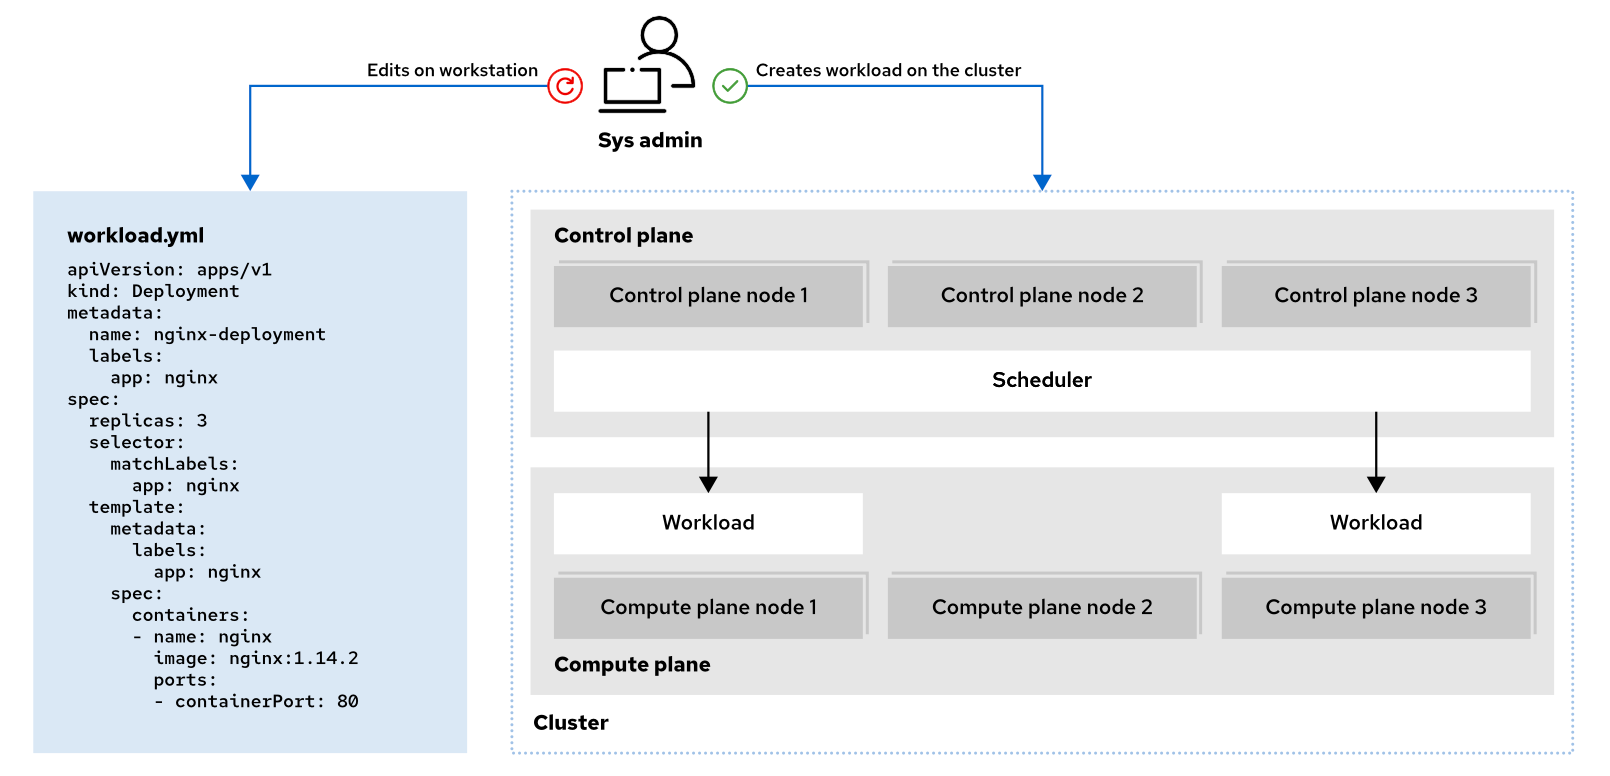 Edits on workstation
Creates workload on the cluster
Sys admin
workload.yml
apiVersion: apps/v1
kind: Deployment
metadata:
  name: nginx-deployment
  labels:
    app: nginx
spec:
  replicas: 3
  selector:
    matchLabels:
      app: nginx
  template:
    metadata:
      labels:
        app: nginx
    spec:
      containers:
      - name: nginx
        image: nginx:1.14.2
        ports:
        - containerPort: 80
Control plane
Control plane node 1
Control plane node 2
Control plane node 3
Scheduler
Workload
Workload
Compute plane node 1
Compute plane node 2
Compute plane node 3
Compute plane
Cluster